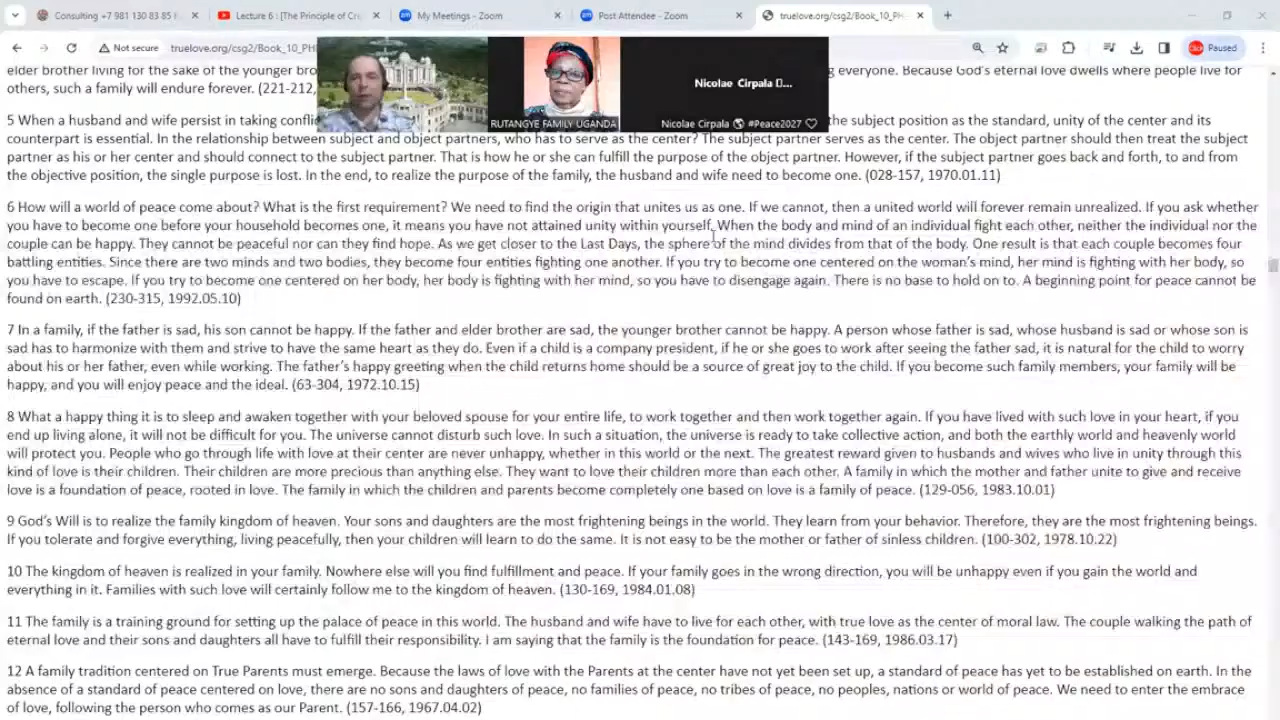 Consulting +7 981 130 83 85
Lecture 6 : [The Principle of Cr
My Meetings - Zoom
Post Attendee - Zoom
truelove.org/csg2/Book_10_PH
Not secure
truelove.org/csg2/Book_10_PH
Paused
Nicolae Cirpala
RUTANGYE FAMILY UGANDA
Nicolae Cirpala #Peace2027
elder brother living for the sake of the younger bro g everyone. Because God's eternal love dwells where people live for
others, such a family will endure forever. (221-212,
5 When a husband and wife persist in taking confli the subject position as the standard, unity of the center and its
counterpart is essential. In the relationship between subject and object partners, who has to serve as the center? The subject partner serves as the center. The object partner should then treat the subject
partner as his or her center and should connect to the subject partner. That is how he or she can fulfill the purpose of the object partner. However, if the subject partner goes back and forth, to and from
the objective position, the single purpose is lost. In the end, to realize the purpose of the family, the husband and wife need to become one. (028-157, 1970.01.11)
6 How will a world of peace come about? What is the first requirement? We need to find the origin that unites us as one. If we cannot, then a united world will forever remain unrealized. If you ask whether
you have to become one before your household becomes one, it means you have not attained unity within yourself. When the body and mind of an individual fight each other, neither the individual nor the
couple can be happy. They cannot be peaceful nor can they find hope. As we get closer to the Last Days, the sphere of the mind divides from that of the body. One result is that each couple becomes four
battling entities. Since there are two minds and two bodies, they become four entities fighting one another. If you try to become one centered on the woman's mind, her mind is fighting with her body, so
you have to escape. If you try to become one centered on her body, her body is fighting with her mind, so you have to disengage again. There is no base to hold on to. A beginning point for peace cannot be
found on earth. (230-315, 1992.05.10)
7 In a family, if the father is sad, his son cannot be happy. If the father and elder brother are sad, the younger brother cannot be happy. A person whose father is sad, whose husband is sad or whose son is
sad has to harmonize with them and strive to have the same heart as they do. Even if a child is a company president, if he or she goes to work after seeing the father sad, it is natural for the child to worry
about his or her father, even while working. The father's happy greeting when the child returns home should be a source of great joy to the child. If you become such family members, your family will be
happy, and you will enjoy peace and the ideal. (63-304, 1972.10.15)
8 What a happy thing it is to sleep and awaken together with your beloved spouse for your entire life, to work together and then work together again. If you have lived with such love in your heart, if you
end up living alone, it will not be difficult for you. The universe cannot disturb such love. In such a situation, the universe is ready to take collective action, and both the earthly world and heavenly world
will protect you. People who go through life with love at their center are never unhappy, whether in this world or the next. The greatest reward given to husbands and wives who live in unity through this
kind of love is their children. Their children are more precious than anything else. They want to love their children more than each other. A family in which the mother and father unite to give and receive
love is a foundation of peace, rooted in love. The family in which the children and parents become completely one based on love is a family of peace. (129-056, 1983.10.01)
9 God's Will is to realize the family kingdom of heaven. Your sons and daughters are the most frightening beings in the world. They learn from your behavior. Therefore, they are the most frightening beings.
If you tolerate and forgive everything, living peacefully, then your children will learn to do the same. It is not easy to be the mother or father of sinless children. (100-302, 1978.10.22)
10 The kingdom of heaven is realized in your family. Nowhere else will you find fulfillment and peace. If your family goes in the wrong direction, you will be unhappy even if you gain the world and
everything in it. Families with such love will certainly follow me to the kingdom of heaven. (130-169, 1984.01.08)
11 The family is a training ground for setting up the palace of peace in this world. The husband and wife have to live for each other, with true love as the center of moral law. The couple walking the path of
eternal love and their sons and daughters all have to fulfill their responsibility. I am saying that the family is the foundation for peace. (143-169, 1986.03.17)
12 A family tradition centered on True Parents must emerge. Because the laws of love with the Parents at the center have not yet been set up, a standard of peace has yet to be established on earth. In the
absence of a standard of peace centered on love, there are no sons and daughters of peace, no families of peace, no tribes of peace, no peoples, nations or world of peace. We need to enter the embrace
of love, following the person who comes as our Parent. (157-166, 1967.04.02)